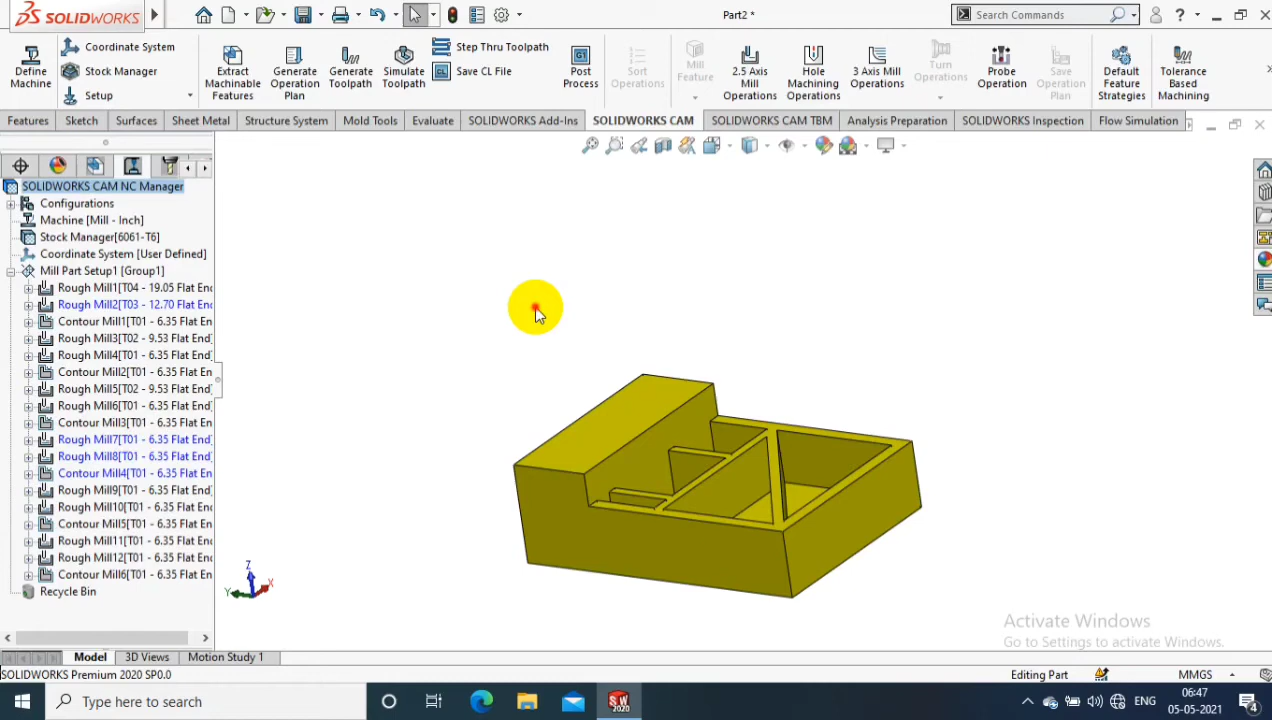 SOLIDWORKS
Part2 *
Search Commands
Define Machine
Coordinate System
Stock Manager
Setup
Extract Machinable Features
Generate Operation Plan
Generate Toolpath
Simulate Toolpath
Step Thru Toolpath
Save CL File
G1
CL
Post Process
Sort Operations
Mill Feature
2.5 Axis Mill Operations
Hole Machining Operations
3 Axis Mill Operations
Turn Operations
Probe Operation
Save Operation Plan
Default Feature Strategies
Tolerance Based Machining
Features
Sketch
Surfaces
Sheet Metal
Structure System
Mold Tools
Evaluate
SOLIDWORKS Add-Ins
SOLIDWORKS CAM
SOLIDWORKS CAM TBM
Analysis Preparation
SOLIDWORKS Inspection
Flow Simulation
SOLIDWORKS CAM NC Manager
Configurations
Machine [Mill - Inch]
Stock Manager[6061-T6]
Coordinate System [User Defined]
Mill Part Setup1 [Group1]
Rough Mill1[T04 - 19.05 Flat End
Rough Mill2[T03 - 12.70 Flat End
Contour Mill1[T01 - 6.35 Flat En
Rough Mill3[T02 - 9.53 Flat End]
Rough Mill4[T01 - 6.35 Flat End]
Contour Mill2[T01 - 6.35 Flat En
Rough Mill5[T02 - 9.53 Flat End]
Rough Mill6[T01 - 6.35 Flat End]
Contour Mill3[T01 - 6.35 Flat En
Rough Mill7[T01 - 6.35 Flat End]
Rough Mill8[T01 - 6.35 Flat End]
Contour Mill4[T01 - 6.35 Flat En
Rough Mill9[T01 - 6.35 Flat End]
Rough Mill10[T01 - 6.35 Flat End
Contour Mill5[T01 - 6.35 Flat En
Rough Mill11[T01 - 6.35 Flat End
Rough Mill12[T01 - 6.35 Flat End
Contour Mill6[T01 - 6.35 Flat En
Recycle Bin
Z
X
Y
Activate Windows
Go to Settings to activate Windows.
Model
3D Views
Motion Study 1
SOLIDWORKS Premium 2020 SP0.0
Editing Part
MMGS
Type here to search
SW
2020
ENG
06:47
05-05-2021
4